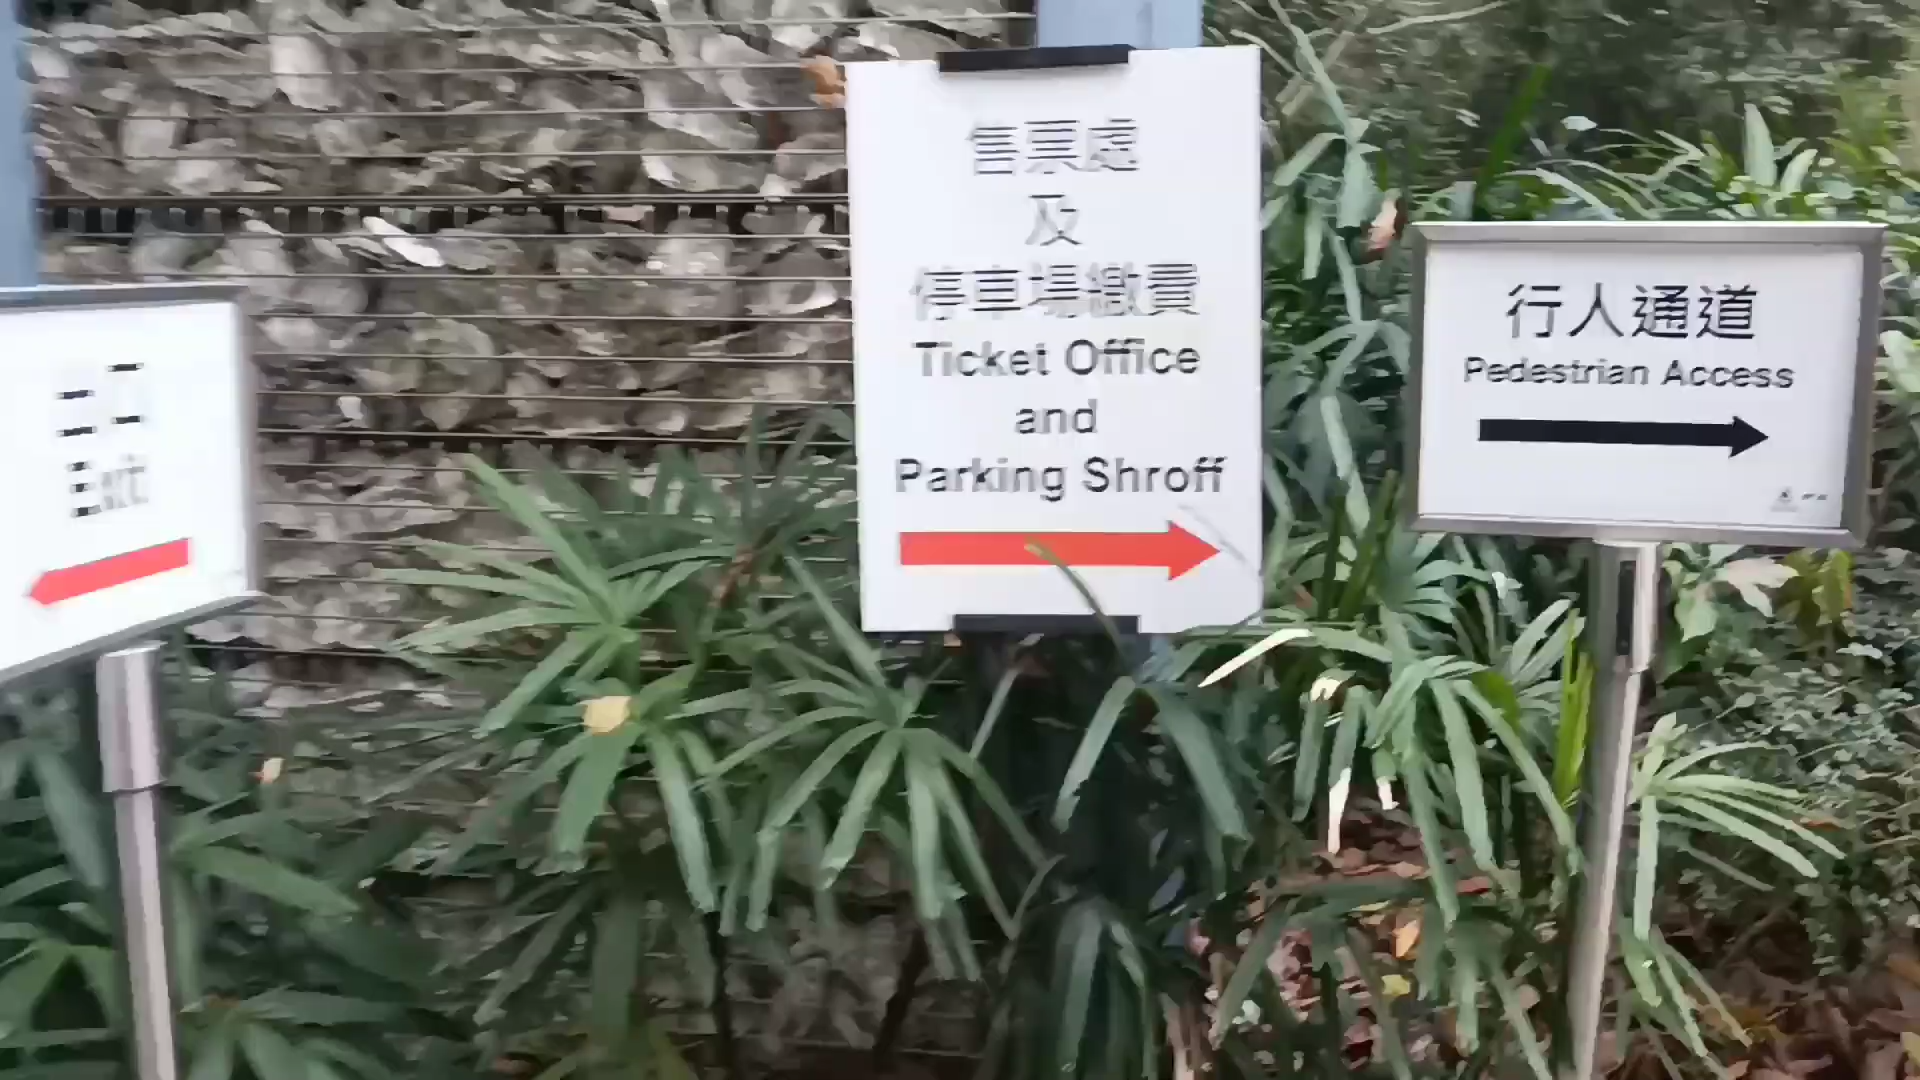 Exit
售票處
及
停車場繳費
Ticket Office
and
Parking Shroff
行人通道
Pedestrian Access